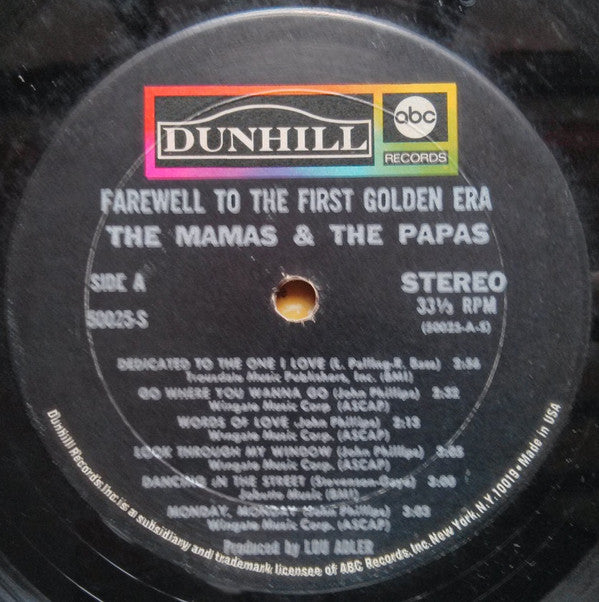 DUNHILL
abc
RECORDS
FAREWELL TO THE FIRST GOLDEN ERA
THE MAMAS & THE PAPAS
SIDE A
STEREO
50025-S
33⅓ RPM
(50025-A-S)
DEDICATED TO THE ONE I LOVE (L. Pauling-R. Bass) 2:56
Trousdale Music Publishers, Inc. (BMI)
GO WHERE YOU WANNA GO (John Phillips) 2:32
Wingate Music Corp (ASCAP)
WORDS OF LOVE (John Phillips) 2:13
Wingate Music Corp (ASCAP)
LOOK THROUGH MY WINDOW (John Phillips) 3:05
Wingate Music Corp. (ASCAP)
DANCING IN THE STREET (Stevenson-Gaye) 3:00
Jobete Music (BMI)
MONDAY, MONDAY (John Phillips) 3:02
Wingate Music Corp. (ASCAP)
Produced by LOU ADLER
Dunhill Records, Inc. is a subsidiary and trademark licensee of ABC Records, Inc. New York, N.Y. 10019 • Made in USA